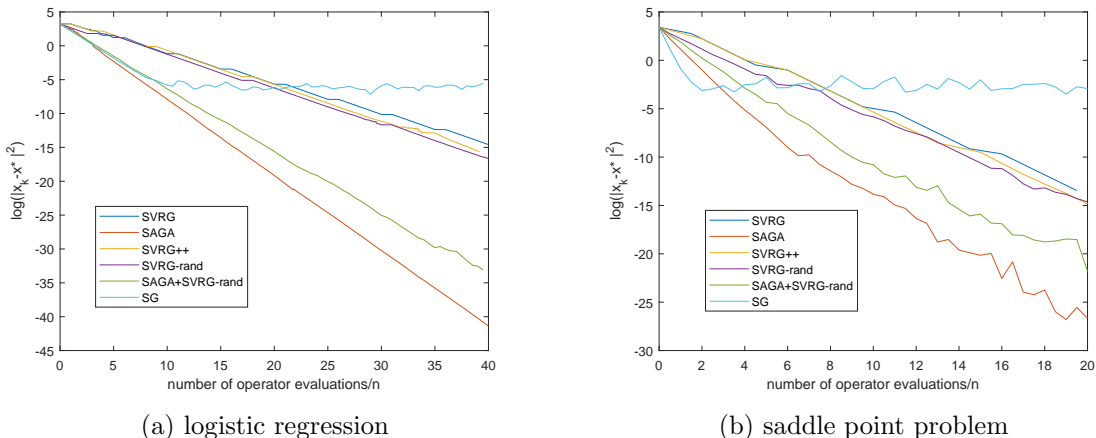 5
0
-5
-10
-15
-20
-25
-30
-35
-40
-45
log(|x_k-x* |^2)
SVRG
SAGA
SVRG++
SVRG-rand
SAGA+SVRG-rand
SG
0 5 10 15 20 25 30 35 40
number of operator evaluations/n
(a) logistic regression
5
0
-5
-10
-15
-20
-25
-30
log(|x_k-x* |^2)
SVRG
SAGA
SVRG++
SVRG-rand
SAGA+SVRG-rand
SG
0 2 4 6 8 10 12 14 16 18 20
number of operator evaluations/n
(b) saddle point problem